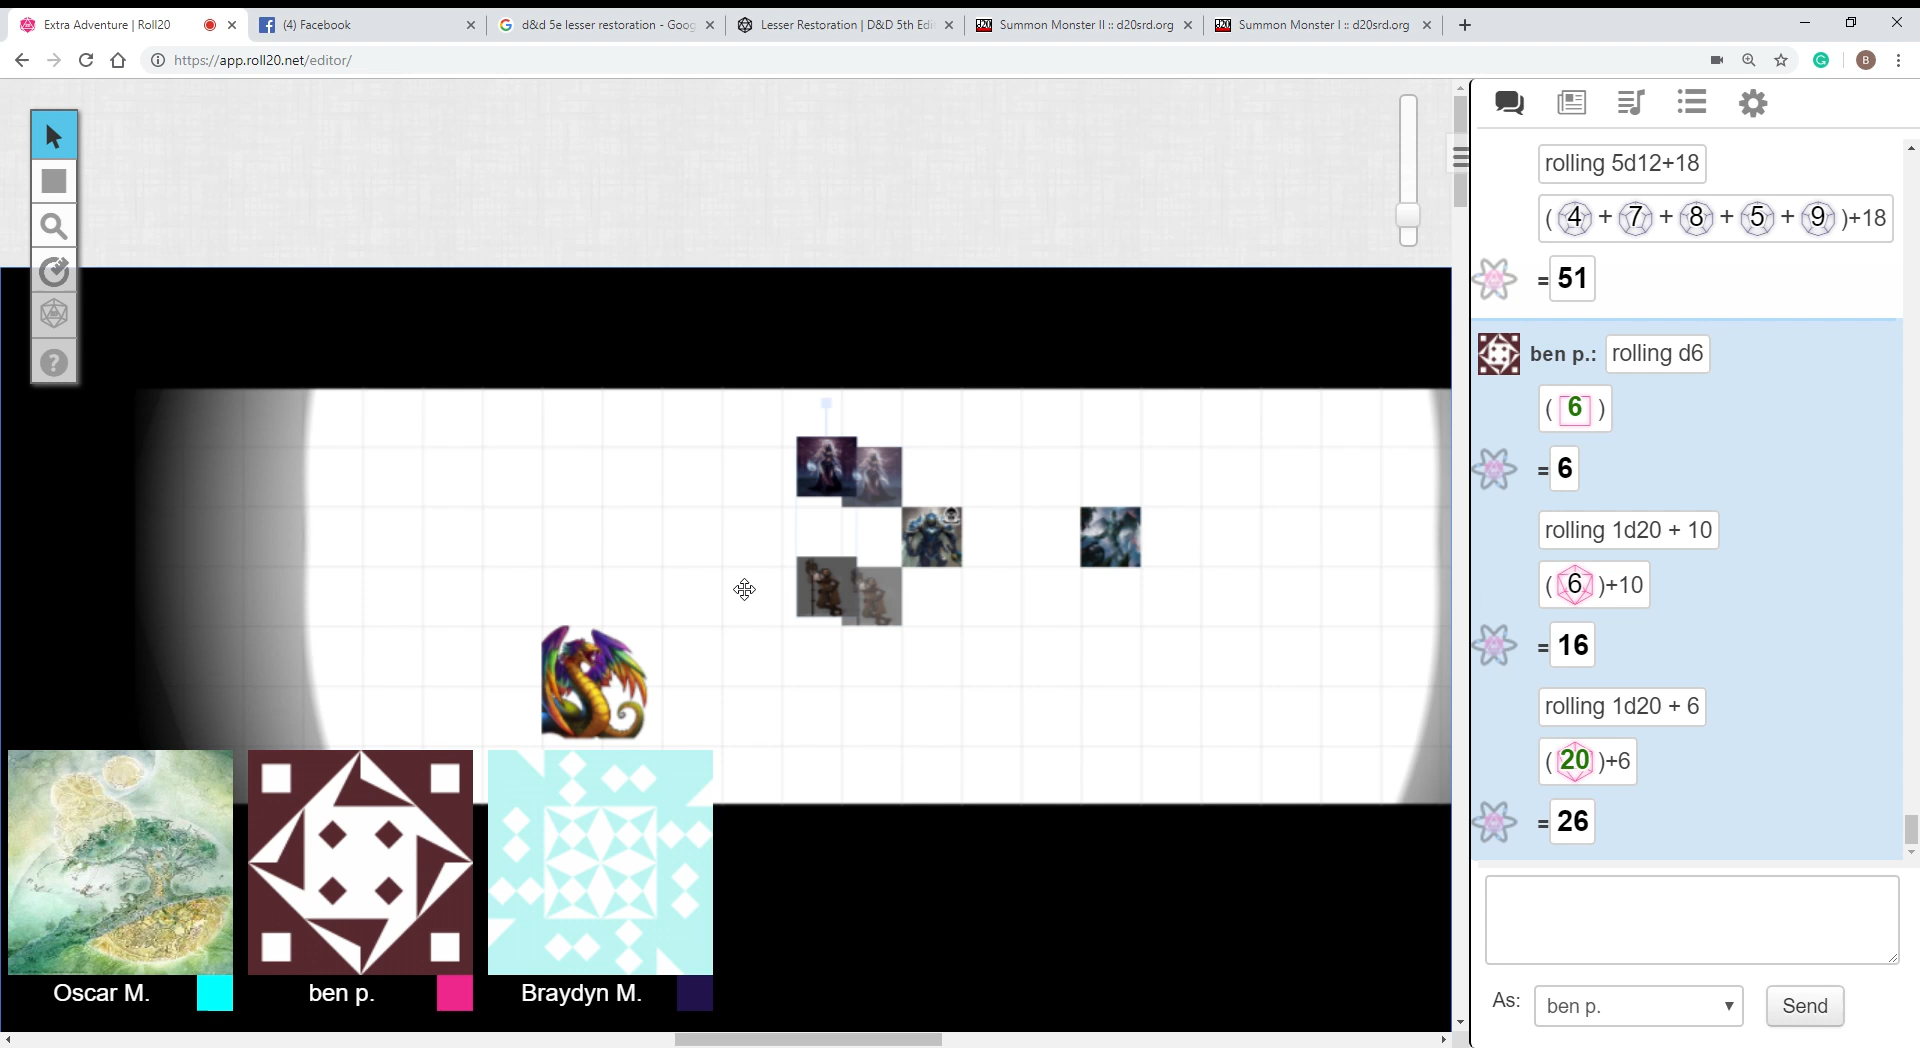 Extra Adventure | Roll20
(4) Facebook
d&d 5e lesser restoration - Goog
Lesser Restoration | D&D 5th Edi
Summon Monster II :: d20srd.org
Summon Monster I :: d20srd.org
https://app.roll20.net/editor/
B
rolling 5d12+18
(4+7+8+5+9)+18
=51
ben p.: rolling d6
(6)
=6
rolling 1d20 + 10
(6)+10
=16
rolling 1d20 + 6
(20)+6
=26
Oscar M.
ben p.
Braydyn M.
As: ben p. Send